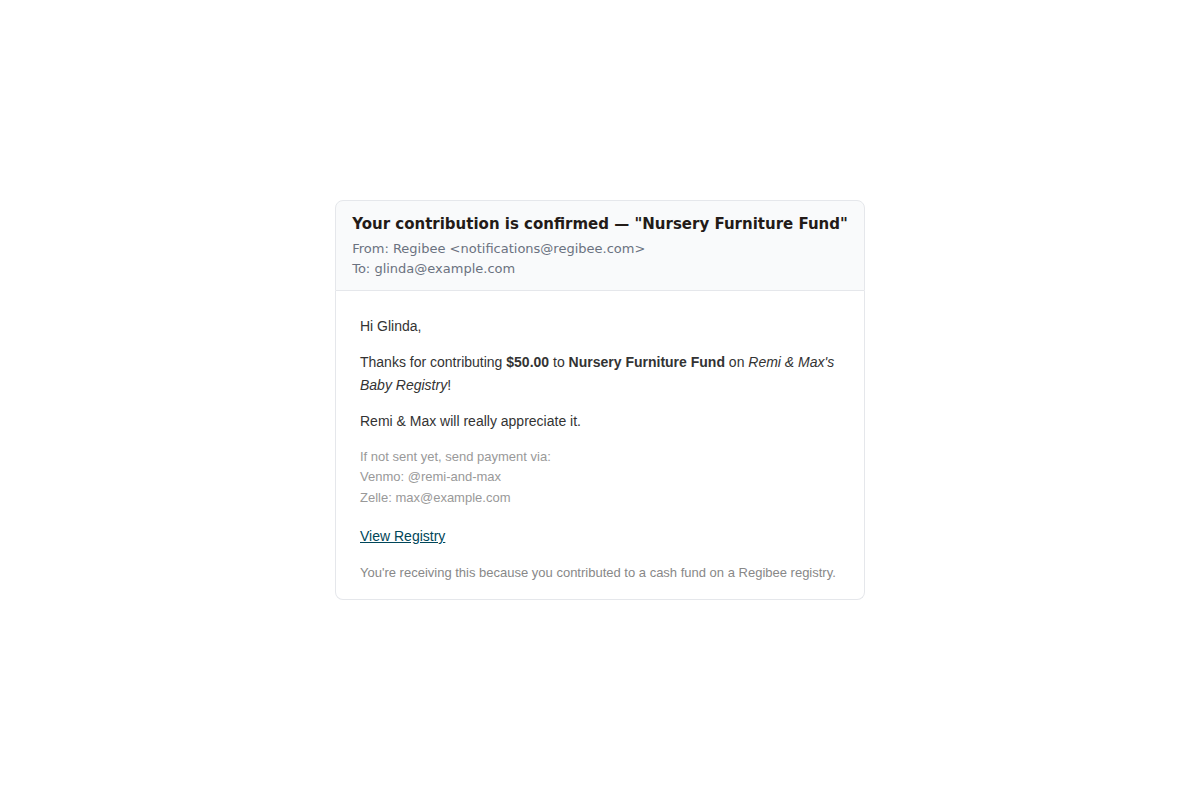 Your contribution is confirmed — "Nursery Furniture Fund"
From: Regibee <notifications@regibee.com>
To: glinda@example.com
Hi Glinda,
Thanks for contributing $50.00 to Nursery Furniture Fund on Remi & Max's
Baby Registry!
Remi & Max will really appreciate it.
If not sent yet, send payment via:
Venmo: @remi-and-max
Zelle: max@example.com
View Registry
You're receiving this because you contributed to a cash fund on a Regibee registry.